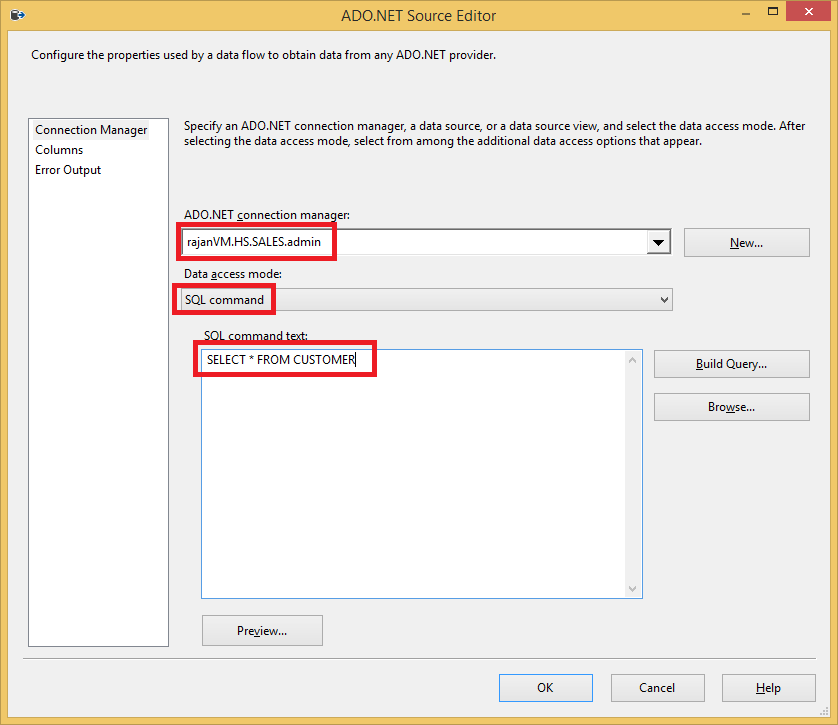 ADO.NET Source Editor
Configure the properties used by a data flow to obtain data from any ADO.NET provider.
Connection Manager
Columns
Error Output
Specify an ADO.NET connection manager, a data source, or a data source view, and select the data access mode. After
selecting the data access mode, select from among the additional data access options that appear.
ADO.NET connection manager:
rajanVM.HS.SALES.admin
New...
Data access mode:
SQL command
SQL command text:
SELECT * FROM CUSTOMER
Build Query...
Browse...
Preview...
OK
Cancel
Help